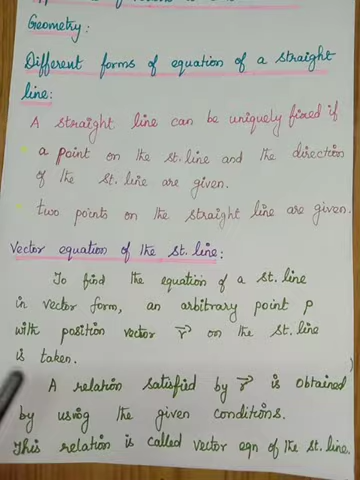 Geometry:
Different forms of equation of a straight
line:
A straight line can be uniquely fixed if
a point on the st.line and the direction
of the st.line are given.
two points on the straight line are given.
Vector equation of the st.line:
To find the equation of a st.line
in vector form, an arbitrary point P
with position vector r⃗ on the st.line
is taken.
A relation satisfied by r⃗ is obtained
by using the given conditions.
This relation is called vector eqn of the st.line.